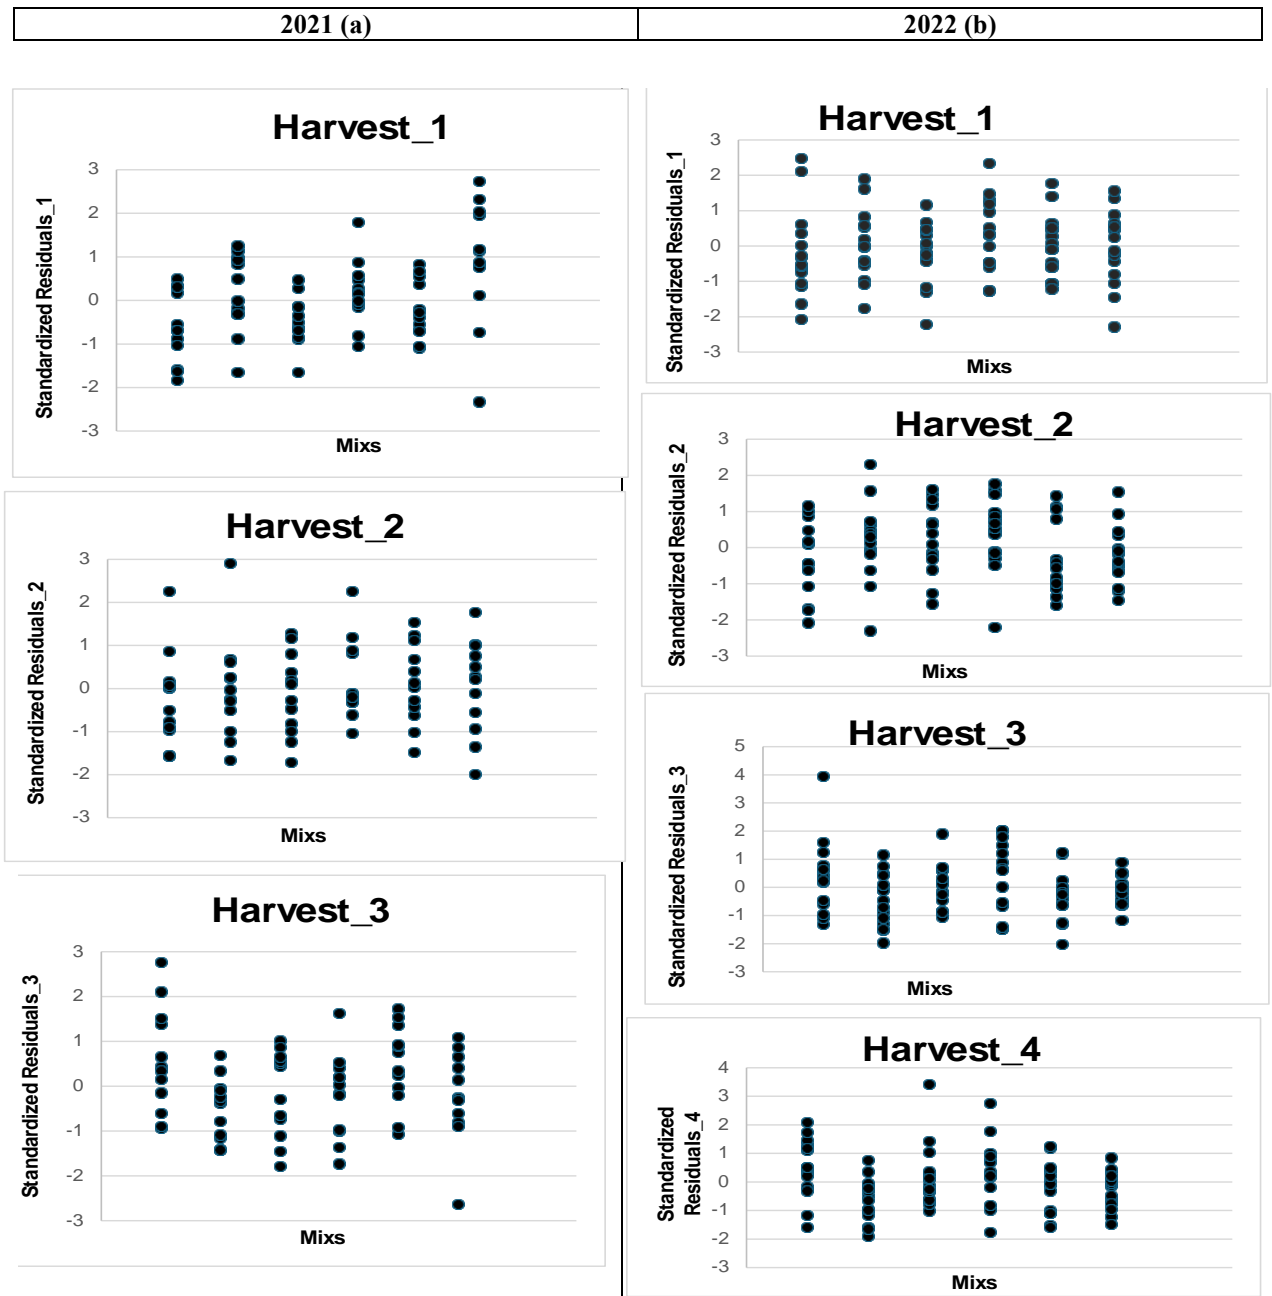 2021 (a)
2022 (b)
Harvest_1
Standardized Residuals_1
3
2
1
0
-1
-2
-3
Mixs
Harvest_2
Standardized Residuals_2
3
2
1
0
-1
-2
-3
Mixs
Harvest_3
Standardized Residuals_3
3
2
1
0
-1
-2
-3
Mixs
Harvest_1
Standardized Residuals_1
3
2
1
0
-1
-2
-3
Mixs
Harvest_2
Standardized Residuals_2
3
2
1
0
-1
-2
-3
Mixs
Harvest_3
Standardized Residuals_3
5
4
3
2
1
0
-1
-2
-3
Mixs
Harvest_4
Standardized
Residuals_4
4
3
2
1
0
-1
-2
-3
Mixs